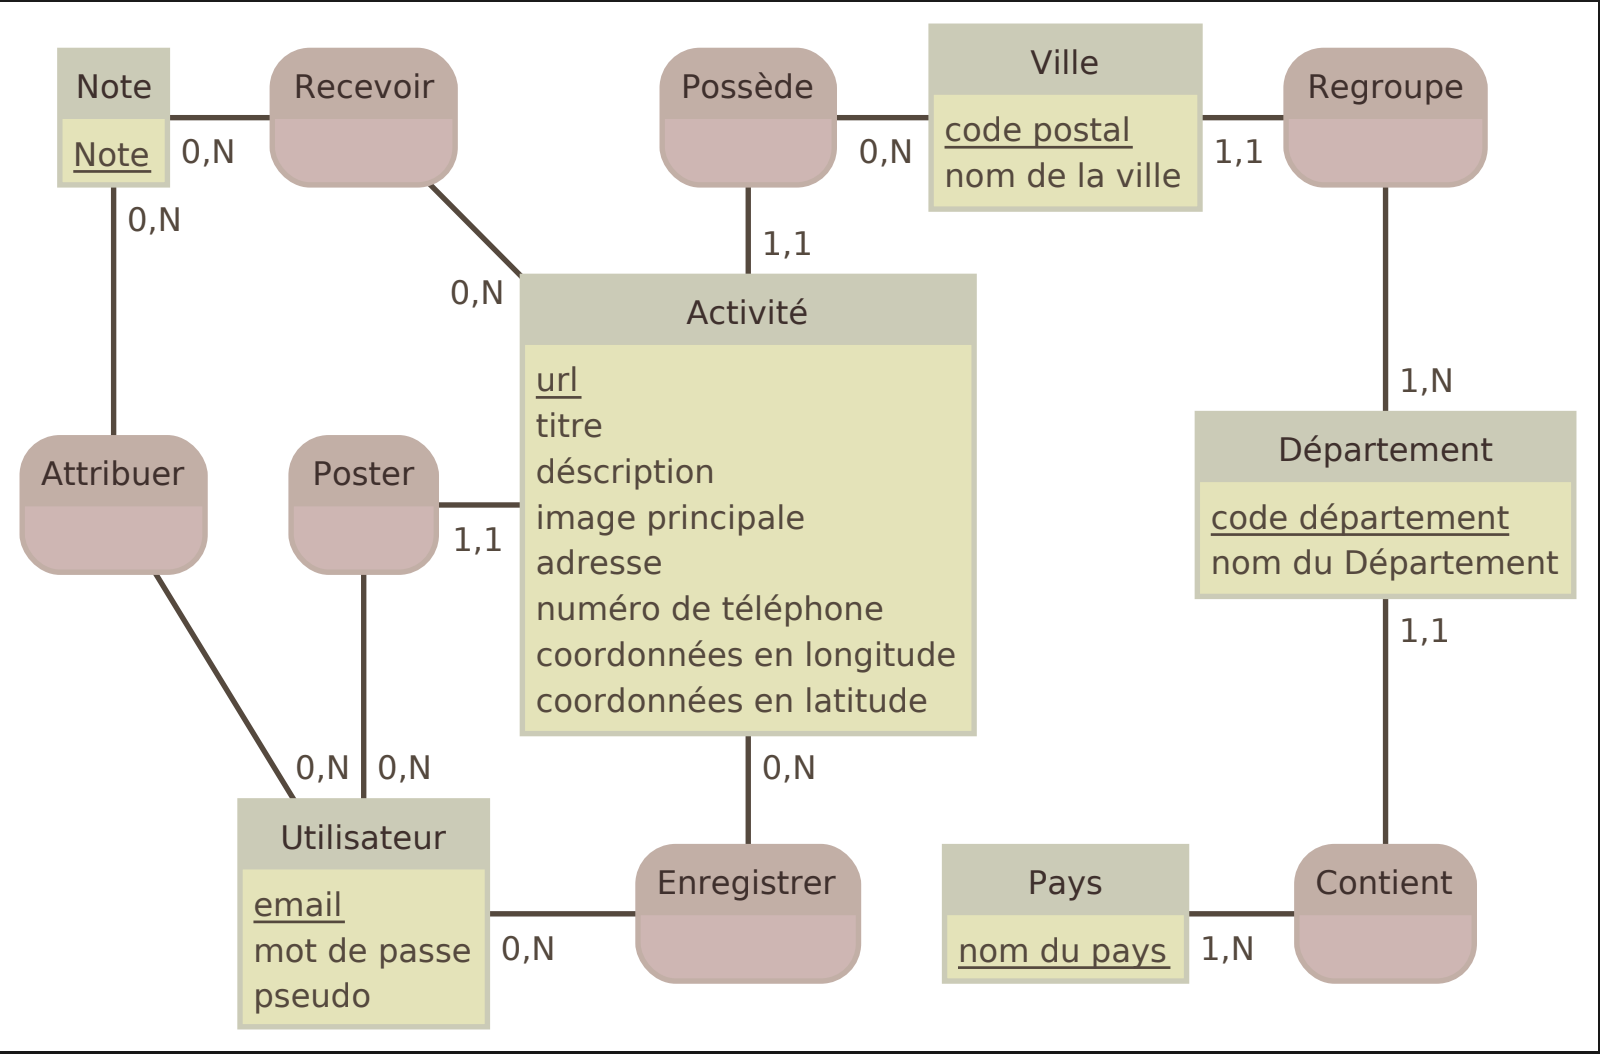 Note
Note
0,N
Recevoir
0,N
0,N
Possède
0,N
1,1
Ville
code postal
nom de la ville
1,1
Regroupe
1,N
Activité
url
titre
déscription
image principale
adresse
numéro de téléphone
coordonnées en longitude
coordonnées en latitude
Département
code département
nom du Département
1,1
Attribuer
Poster
1,1
0,N
0,N
0,N
Utilisateur
email
mot de passe
pseudo
0,N
Enregistrer
Pays
nom du pays
1,N
Contient